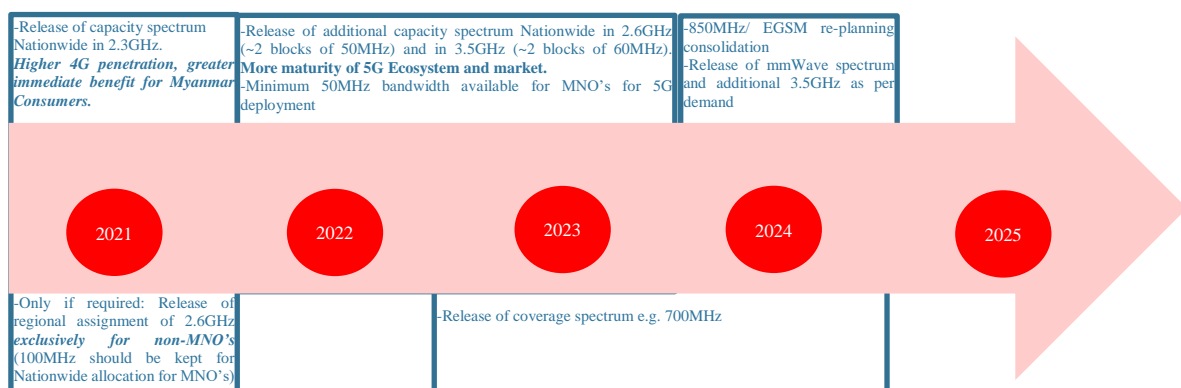 -Release of capacity spectrum
Nationwide in 2.3GHz.
Higher 4G penetration, greater
immediate benefit for Myanmar
Consumers.
-Release of additional capacity spectrum Nationwide in 2.6GHz
(~2 blocks of 50MHz) and in 3.5GHz (~2 blocks of 60MHz).
More maturity of 5G Ecosystem and market.
-Minimum 50MHz bandwidth available for MNO's for 5G
deployment
-850MHz/ EGSM re-planning
consolidation
-Release of mmWave spectrum
and additional 3.5GHz as per
demand
2021
2022
2023
2024
2025
-Only if required: Release of
regional assignment of 2.6GHz
exclusively for non-MNO's
(100MHz should be kept for
Nationwide allocation for MNO's)
-Release of coverage spectrum e.g. 700MHz